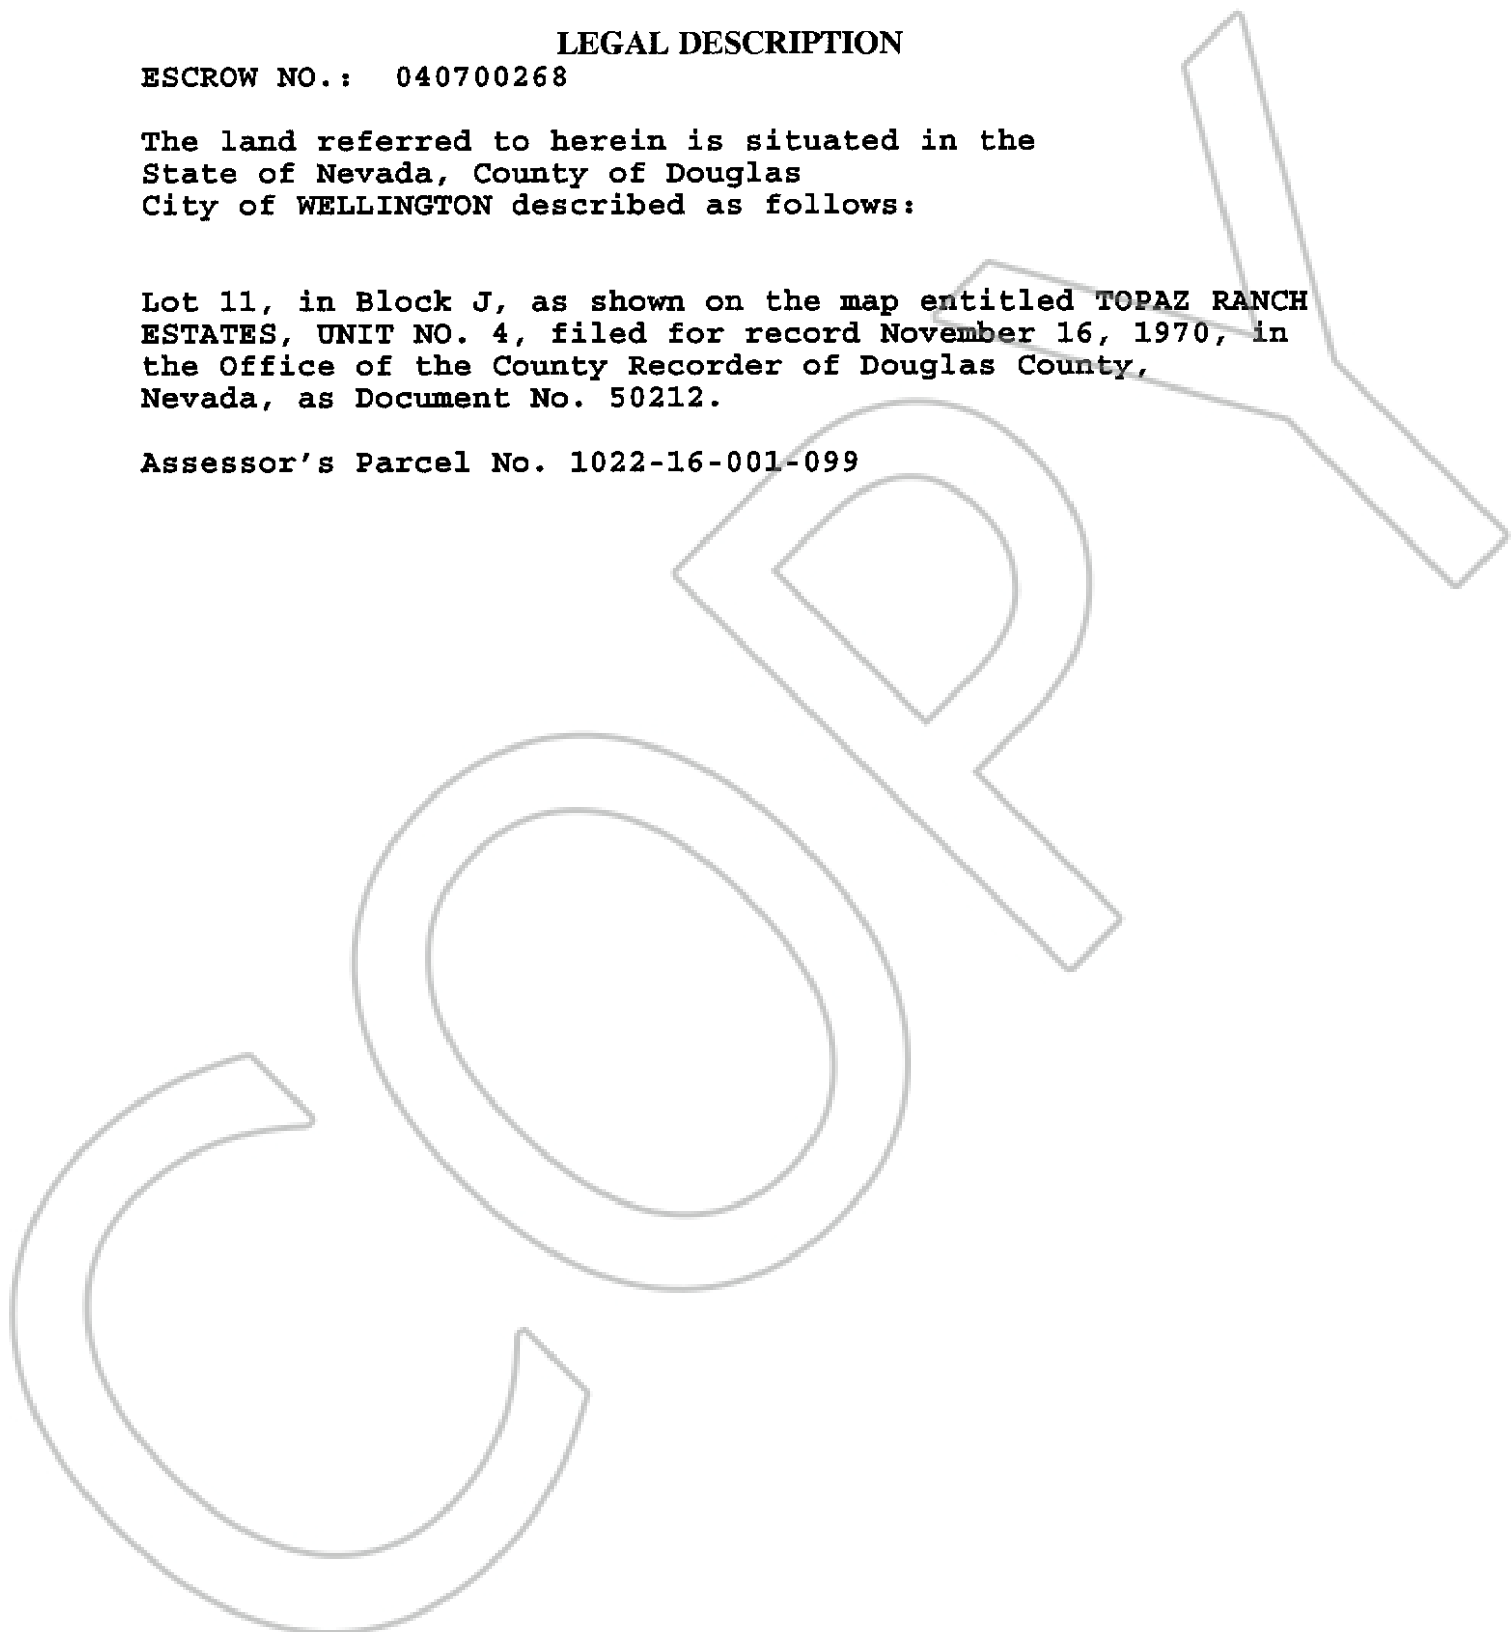 LEGAL DESCRIPTION
ESCROW NO.: 040700268
The land referred to herein is situated in the
State of Nevada, County of Douglas
City of WELLINGTON described as follows:
Lot 11, in Block J, as shown on the map entitled TOPAZ RANCH
ESTATES, UNIT NO. 4, filed for record November 16, 1970, in
the Office of the County Recorder of Douglas County,
Nevada, as Document No. 50212.
Assessor's Parcel No. 1022-16-001-099
COPY